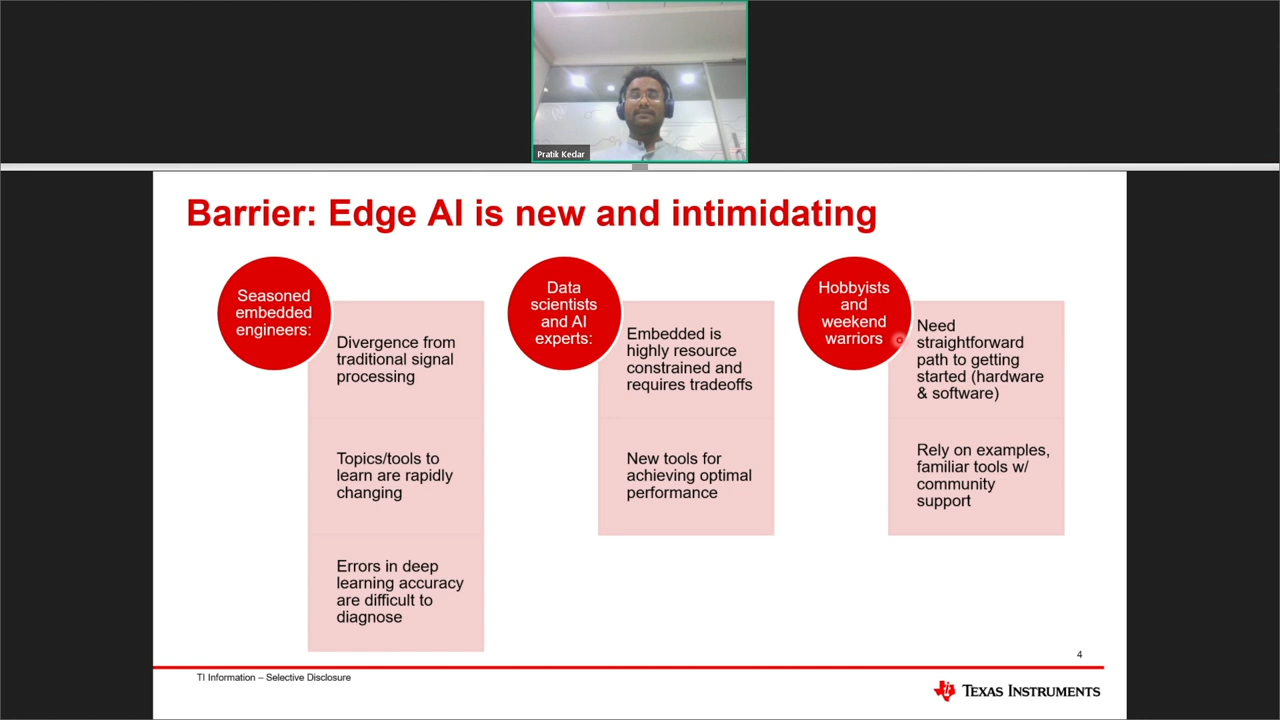 Pratik Kedar
Barrier: Edge AI is new and intimidating
Seasoned
embedded
engineers:
Divergence from
traditional signal
processing
Topics/tools to
learn are rapidly
changing
Errors in deep
learning accuracy
are difficult to
diagnose
Data
scientists
and AI
experts:
Embedded is
highly resource
constrained and
requires tradeoffs
New tools for
achieving optimal
performance
Hobbyists
and
weekend
warriors
Need
straightforward
path to getting
started (hardware
& software)
Rely on examples,
familiar tools w/
community
support
4
TI Information – Selective Disclosure
TEXAS INSTRUMENTS